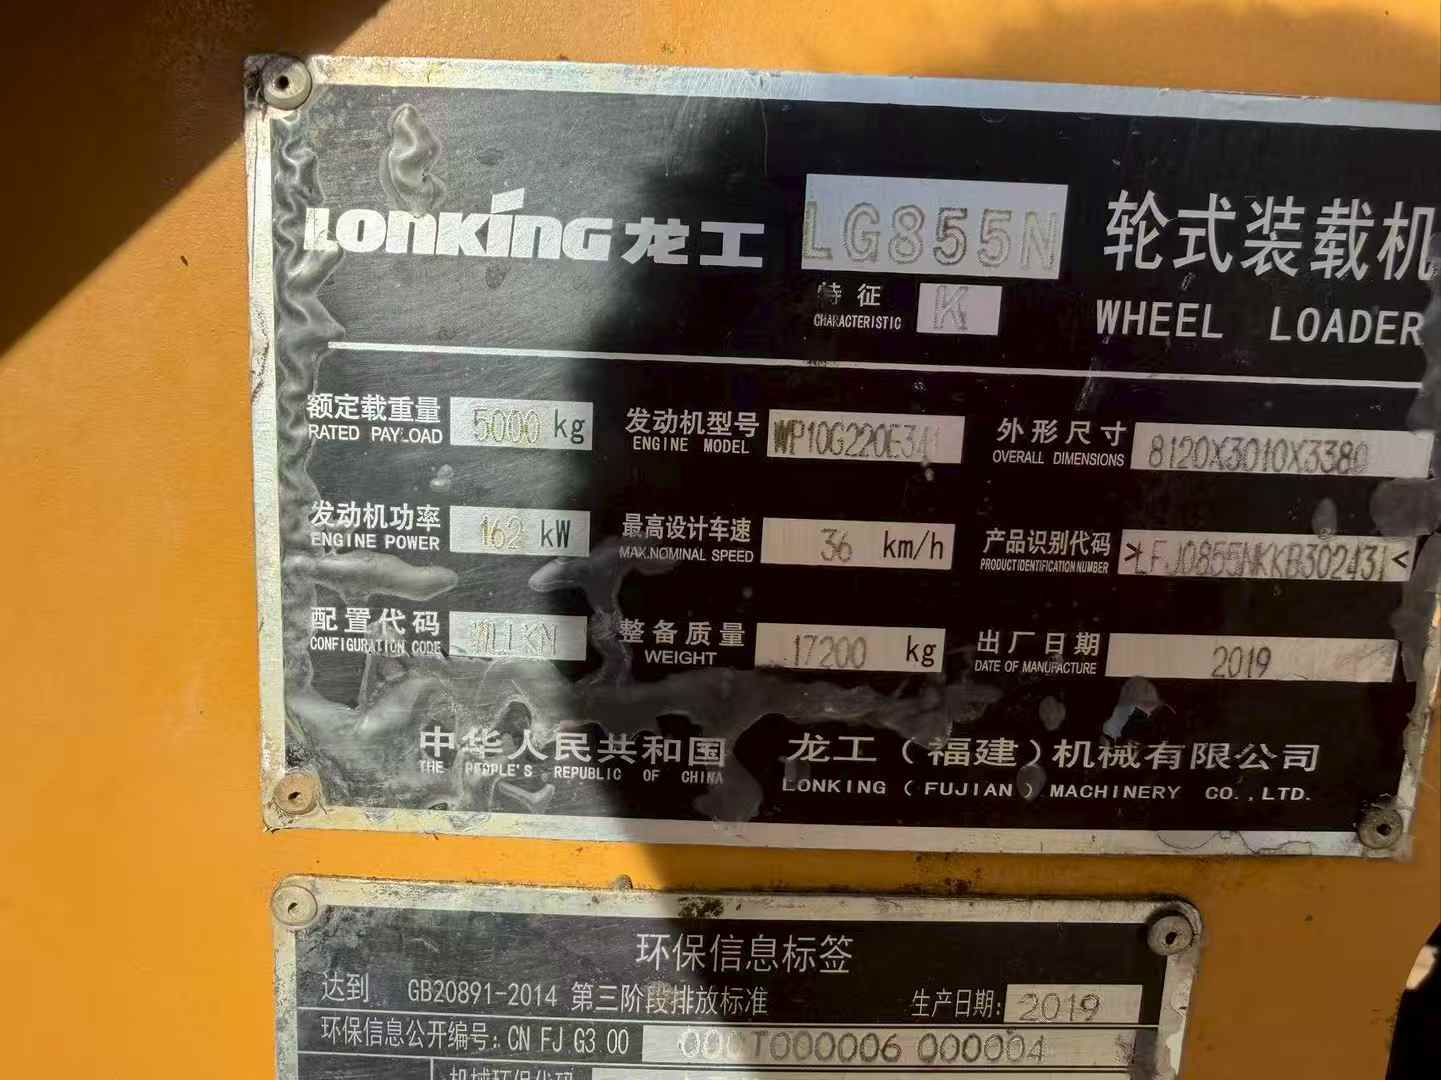 LONKING 龙工 LG855N 轮式装载机
特征 K
CHARACTERISTIC
WHEEL LOADER
额定载重量 5000 kg 发动机型号 WP10G220E341 外形尺寸 8120X3010X3380
RATED PAYLOAD ENGINE MODEL OVERALL DIMENSIONS
发动机功率 162 kW 最高设计车速 36 km/h 产品识别代码
ENGINE POWER MAX.NOMINAL SPEED PRODUCT IDENTIFICATION NUMBER
配置代码 整备质量 17200 kg 出厂日期 2019
CONFIGURATION CODE WEIGHT DATE OF MANUFACTURE
中华人民共和国 龙工（福建）机械有限公司
THE PEOPLE'S REPUBLIC OF CHINA LONKING ( FUJIAN ) MACHINERY CO.,LTD.
环保信息标签
达到 GB20891-2014 第三阶段排放标准 生产日期: 2019
环保信息公开编号: CN FJ G3 00 000004